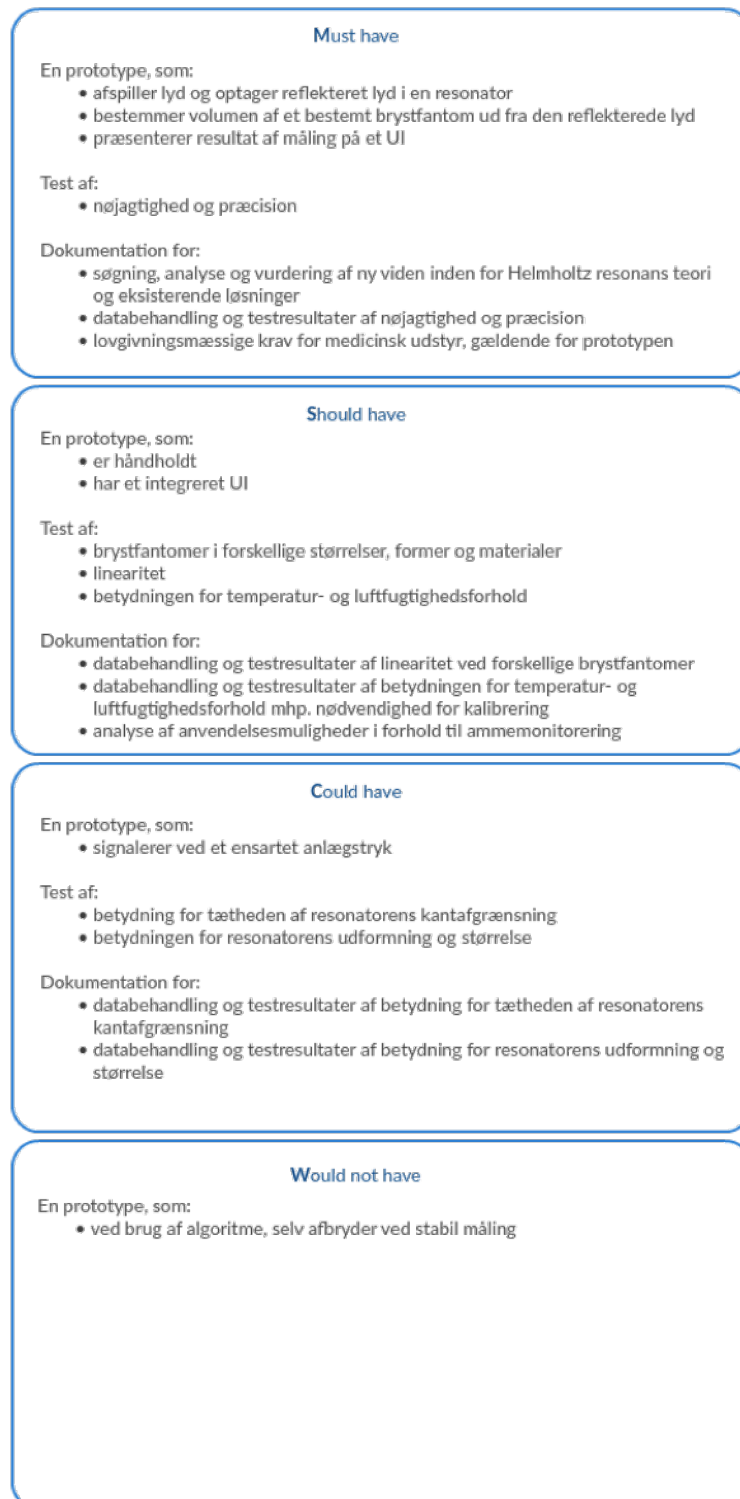 Must have
En prototype, som:
• afspiller lyd og optager reflekteret lyd i en resonator
• bestemmer volumen af et bestemt brystfantom ud fra den reflekterede lyd
• præsenterer resultat af måling på et UI
Test af:
• nøjagtighed og præcision
Dokumentation for:
• søgning, analyse og vurdering af ny viden inden for Helmholtz resonans teori
og eksisterende løsninger
• databehandling og testresultater af nøjagtighed og præcision
• lovgivningsmæssige krav for medicinsk udstyr, gældende for prototypen
Should have
En prototype, som:
• er håndholdt
• har et integreret UI
Test af:
• brystfantomer i forskellige størrelser, former og materialer
• linearitet
• betydningen for temperatur- og luftfugtighedsforhold
Dokumentation for:
• databehandling og testresultater af linearitet ved forskellige brystfantomer
• databehandling og testresultater af betydningen for temperatur- og
luftfugtighedsforhold mhp. nødvendighed for kalibrering
• analyse af anvendelsesmuligheder i forhold til ammemonitorering
Could have
En prototype, som:
• signalerer ved et ensartet anlægstryk
Test af:
• betydning for tætheden af resonatorens kantafgrænsning
• betydningen for resonatorens udformning og størrelse
Dokumentation for:
• databehandling og testresultater af betydning for tætheden af resonatorens
kantafgrænsning
• databehandling og testresultater af betydning for resonatorens udformning og
størrelse
Would not have
En prototype, som:
• ved brug af algoritme, selv afbryder ved stabil måling